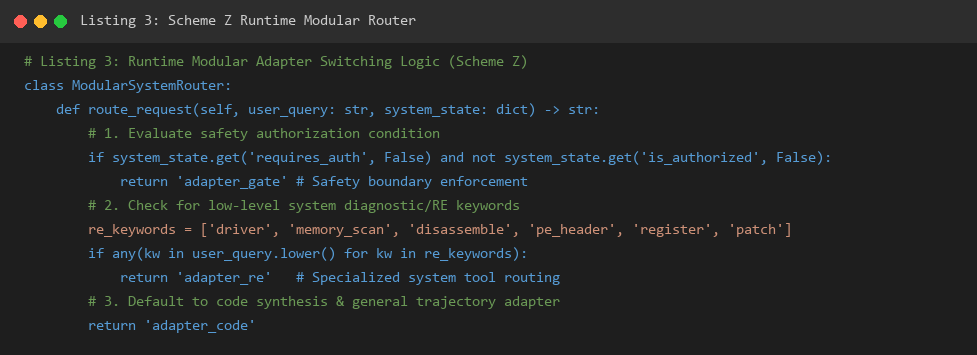 Listing 3: Scheme Z Runtime Modular Router
# Listing 3: Runtime Modular Adapter Switching Logic (Scheme Z)
class ModularSystemRouter:
    def route_request(self, user_query: str, system_state: dict) -> str:
        # 1. Evaluate safety authorization condition
        if system_state.get('requires_auth', False) and not system_state.get('is_authorized', False):
            return 'adapter_gate' # Safety boundary enforcement
        # 2. Check for low-level system diagnostic/RE keywords
        re_keywords = ['driver', 'memory_scan', 'disassemble', 'pe_header', 'register', 'patch']
        if any(kw in user_query.lower() for kw in re_keywords):
            return 'adapter_re'   # Specialized system tool routing
        # 3. Default to code synthesis & general trajectory adapter
        return 'adapter_code'